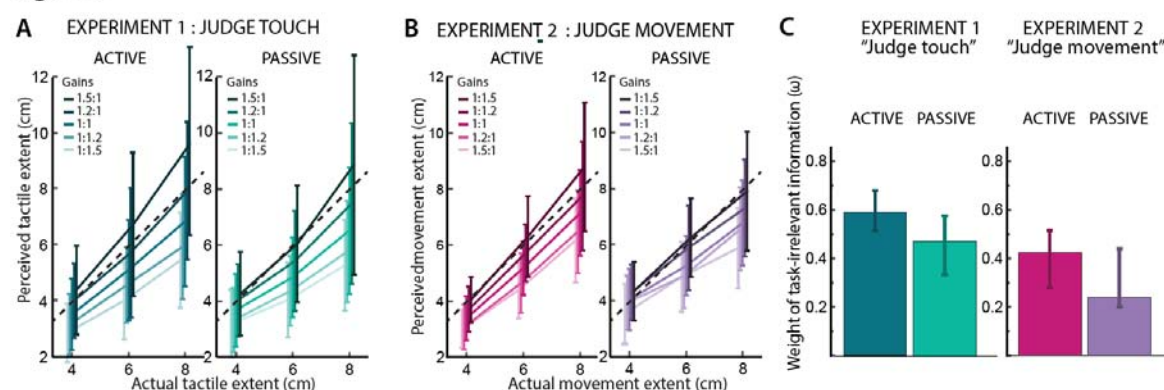 A EXPERIMENT 1 : JUDGE TOUCH
ACTIVE PASSIVE
Perceived tactile extent (cm)
12
10
8
6
4
2
Gains
1.5:1
1.2:1
1:1
1:1.2
1:1.5
12
10
8
6
4
2
Gains
1.5:1
1.2:1
1:1
1:1.2
1:1.5
4 6 8 4 6 8
Actual tactile extent (cm)
B EXPERIMENT 2 : JUDGE MOVEMENT
ACTIVE PASSIVE
Perceivedmovement extent (cm)
12
10
8
6
4
2
Gains
1:1.5
1:1.2
1:1
1.2:1
1.5:1
12
10
8
6
4
2
Gains
1:1.5
1:1.2
1:1
1.2:1
1.5:1
4 6 8 4 6 8
Actual movement extent (cm)
C EXPERIMENT 1 EXPERIMENT 2
"Judge touch" "Judge movement"
ACTIVE PASSIVE ACTIVE PASSIVE
Weight of task-irrelevant information (ω)
0.8
0.6
0.4
0.2
0.8
0.6
0.4
0.2